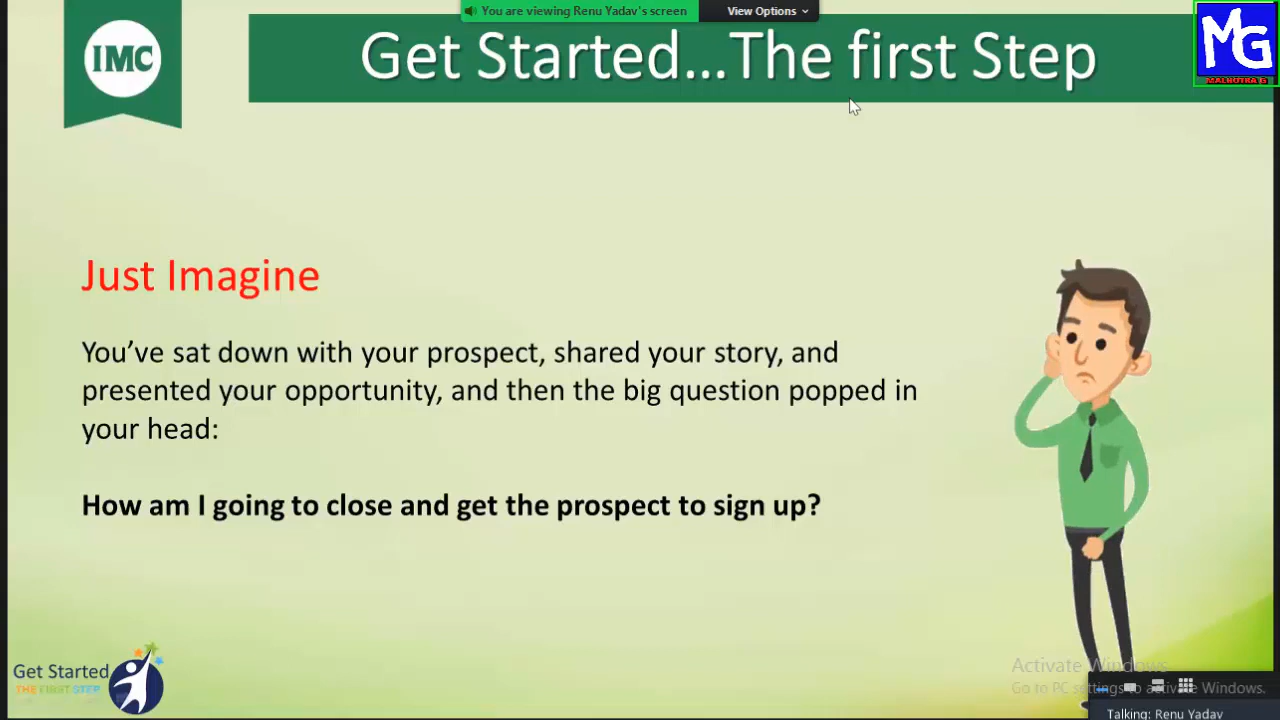 You are viewing Renu Yadav's screen
View Options
IMC
Get Started...The first Step
MG
MALHOTRA G
Just Imagine
You've sat down with your prospect, shared your story, and
presented your opportunity, and then the big question popped in
your head:
How am I going to close and get the prospect to sign up?
Get Started
THE FIRST STEP
Activate Windows
Go to PC settings to activate Windows.
Talking: Renu Yadav